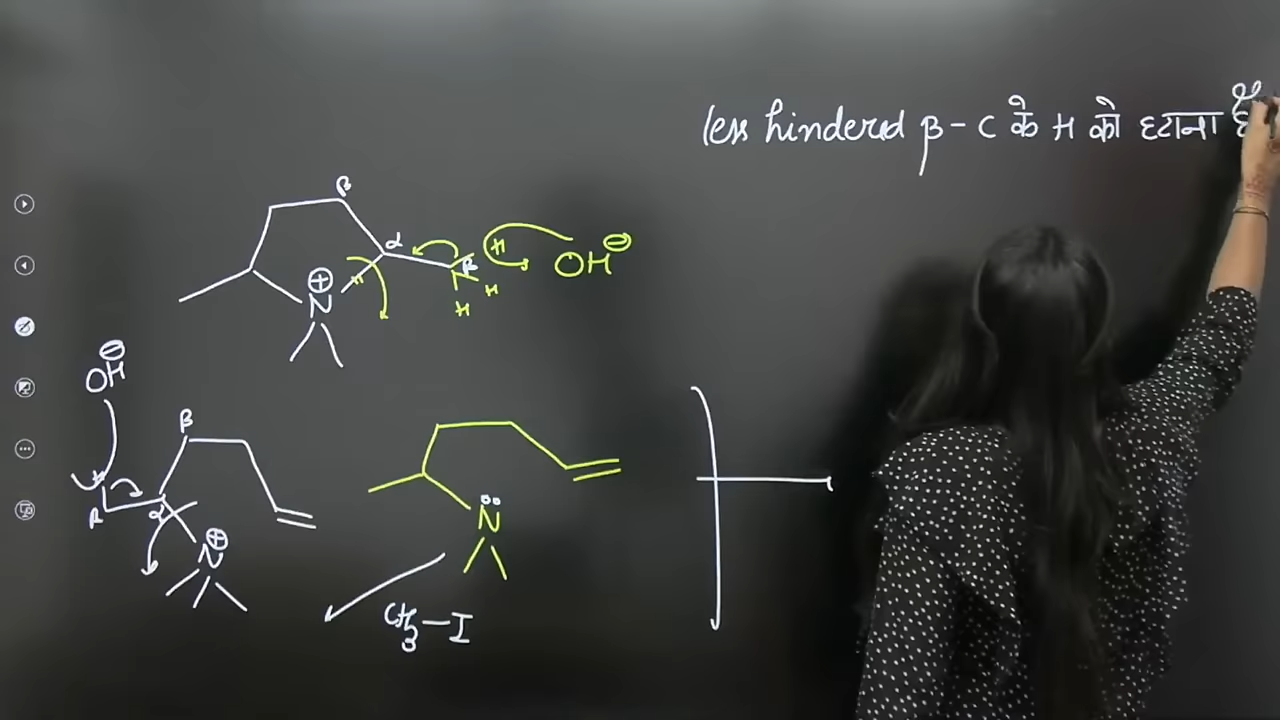 less hindered β - C के H को हटाना है
β
α
β H OH⊖
H
H
⊕
N
OH⊖
β
H
β α
N⊕
N
CH3 - I